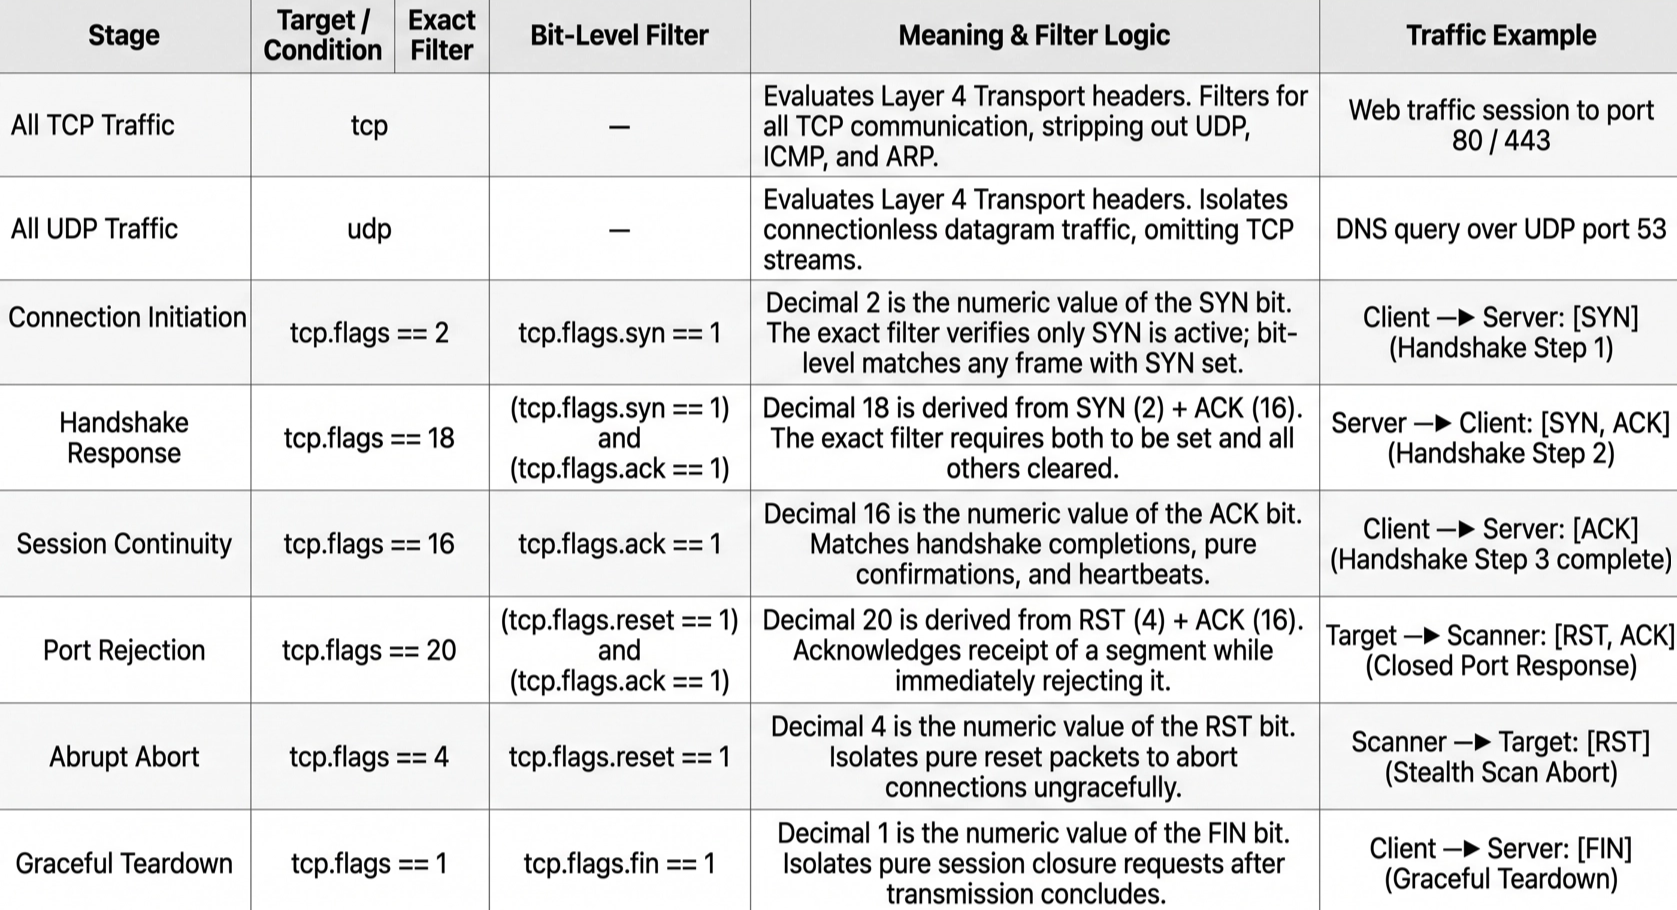 Stage
Target /
Condition
Exact
Filter
Bit-Level Filter
Meaning & Filter Logic
Traffic Example
All TCP Traffic
tcp
—
Evaluates Layer 4 Transport headers. Filters for
all TCP communication, stripping out UDP,
ICMP, and ARP.
Web traffic session to port
80 / 443
All UDP Traffic
udp
—
Evaluates Layer 4 Transport headers. Isolates
connectionless datagram traffic, omitting TCP
streams.
DNS query over UDP port 53
Connection Initiation
tcp.flags == 2
tcp.flags.syn == 1
Decimal 2 is the numeric value of the SYN bit.
The exact filter verifies only SYN is active; bit-
level matches any frame with SYN set.
Client —▶ Server: [SYN]
(Handshake Step 1)
Handshake
Response
tcp.flags == 18
(tcp.flags.syn == 1)
and
(tcp.flags.ack == 1)
Decimal 18 is derived from SYN (2) + ACK (16).
The exact filter requires both to be set and all
others cleared.
Server —▶ Client: [SYN, ACK]
(Handshake Step 2)
Session Continuity
tcp.flags == 16
tcp.flags.ack == 1
Decimal 16 is the numeric value of the ACK bit.
Matches handshake completions, pure
confirmations, and heartbeats.
Client —▶ Server: [ACK]
(Handshake Step 3 complete)
Port Rejection
tcp.flags == 20
(tcp.flags.reset == 1)
and
(tcp.flags.ack == 1)
Decimal 20 is derived from RST (4) + ACK (16).
Acknowledges receipt of a segment while
immediately rejecting it.
Target —▶ Scanner: [RST, ACK]
(Closed Port Response)
Abrupt Abort
tcp.flags == 4
tcp.flags.reset == 1
Decimal 4 is the numeric value of the RST bit.
Isolates pure reset packets to abort
connections ungracefully.
Scanner —▶ Target: [RST]
(Stealth Scan Abort)
Graceful Teardown
tcp.flags == 1
tcp.flags.fin == 1
Decimal 1 is the numeric value of the FIN bit.
Isolates pure session closure requests after
transmission concludes.
Client —▶ Server: [FIN]
(Graceful Teardown)